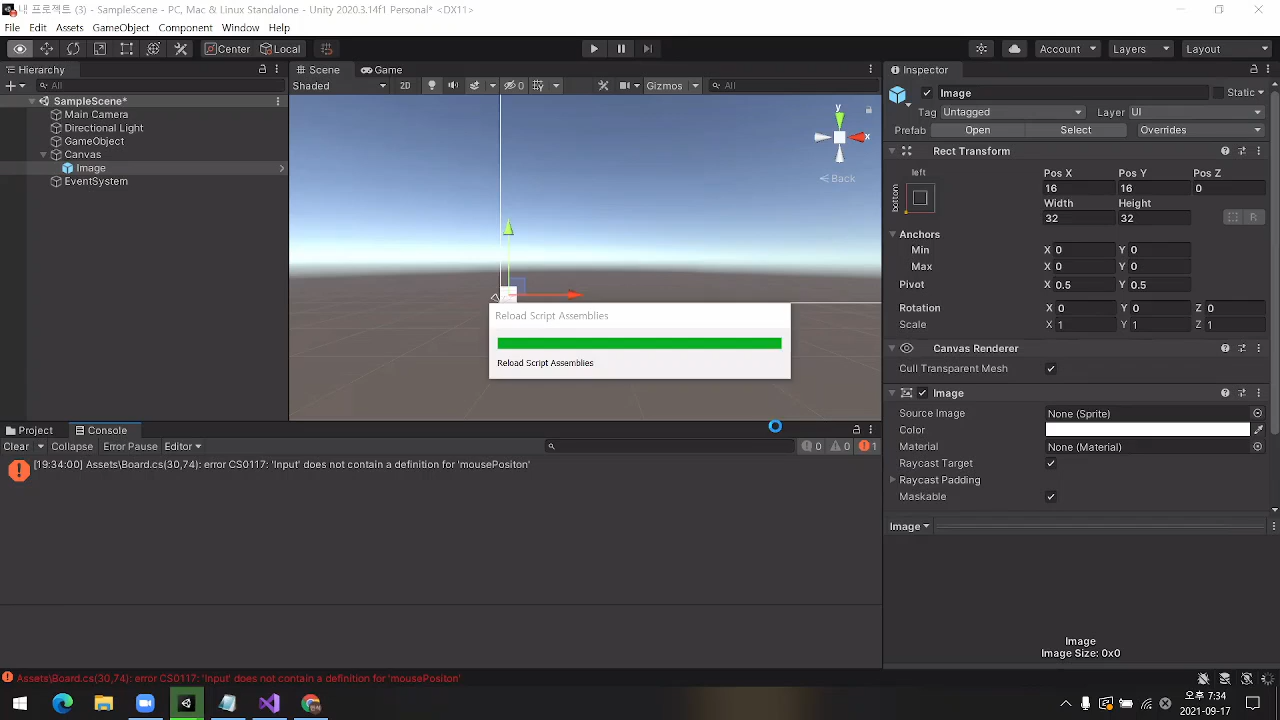 내 프로젝트 (3) - SampleScene - PC, Mac & Linux Standalone - Unity 2020.3.14f1 Personal* <DX11>
File Edit Assets GameObject Component Window Help
Center Local
Account Layers Layout
Hierarchy
All
SampleScene*
Main Camera
Directional Light
GameObject
Canvas
Image
EventSystem
Scene Game
Shaded 2D 0 Gizmos All
y
x
Back
Reload Script Assemblies
Reload Script Assemblies
Inspector
Image Static
Tag Untagged Layer UI
Prefab Open Select Overrides
Rect Transform
left
bottom
Pos X Pos Y Pos Z
16 16 0
Width Height
32 32
R
Anchors
Min X 0 Y 0
Max X 0 Y 0
Pivot X 0.5 Y 0.5
Rotation X 0 Y 0 Z 0
Scale X 1 Y 1 Z 1
Canvas Renderer
Cull Transparent Mesh
Image
Source Image None (Sprite)
Color
Material None (Material)
Raycast Target
Raycast Padding
Maskable
Image
Image
Image Size: 0x0
Project Console
Clear Collapse Error Pause Editor 0 0 1
[19:34:00] Assets\Board.cs(30,74): error CS0117: 'Input' does not contain a definition for 'mousePositon'
Assets\Board.cs(30,74): error CS0117: 'Input' does not contain a definition for 'mousePositon'
오후 7:34
2021-09-17